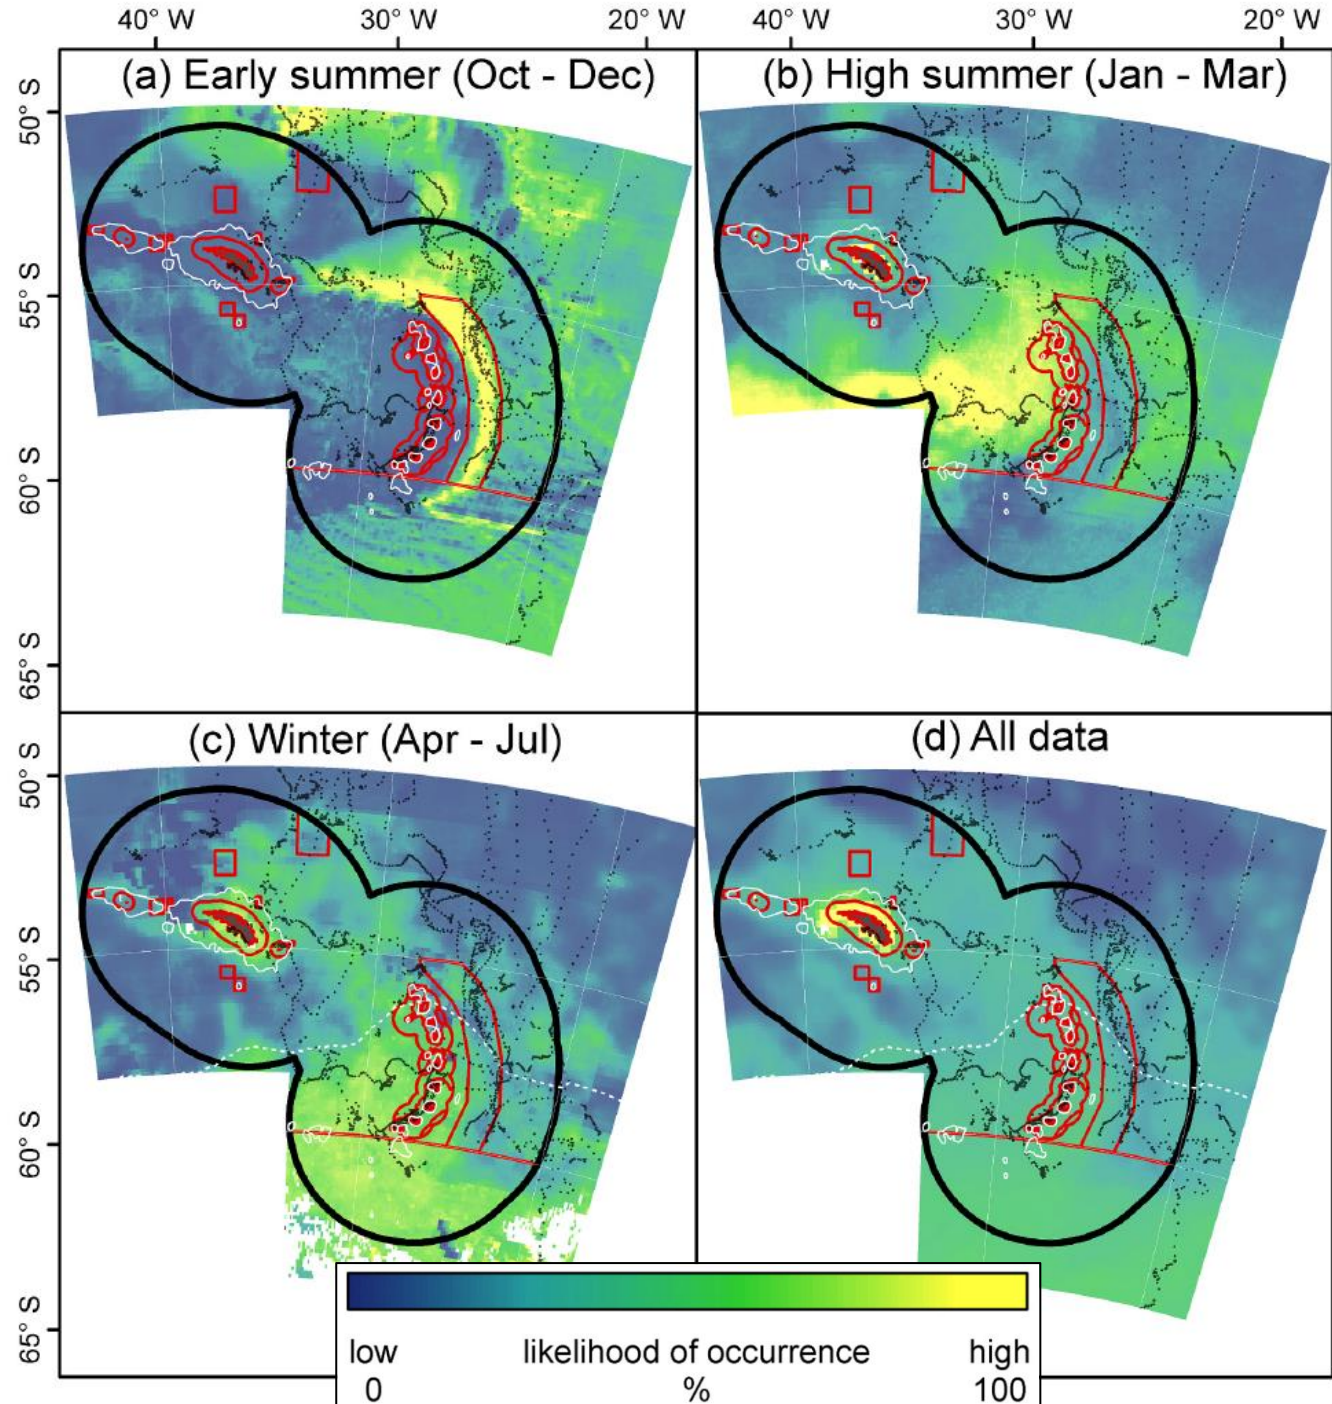 40° W 30° W 20° W 40° W 30° W 20° W
(a) Early summer (Oct - Dec)
(b) High summer (Jan - Mar)
50° S
55° S
60° S
65° S
(c) Winter (Apr - Jul)
(d) All data
50° S
55° S
60° S
65° S
low likelihood of occurrence high
0 % 100